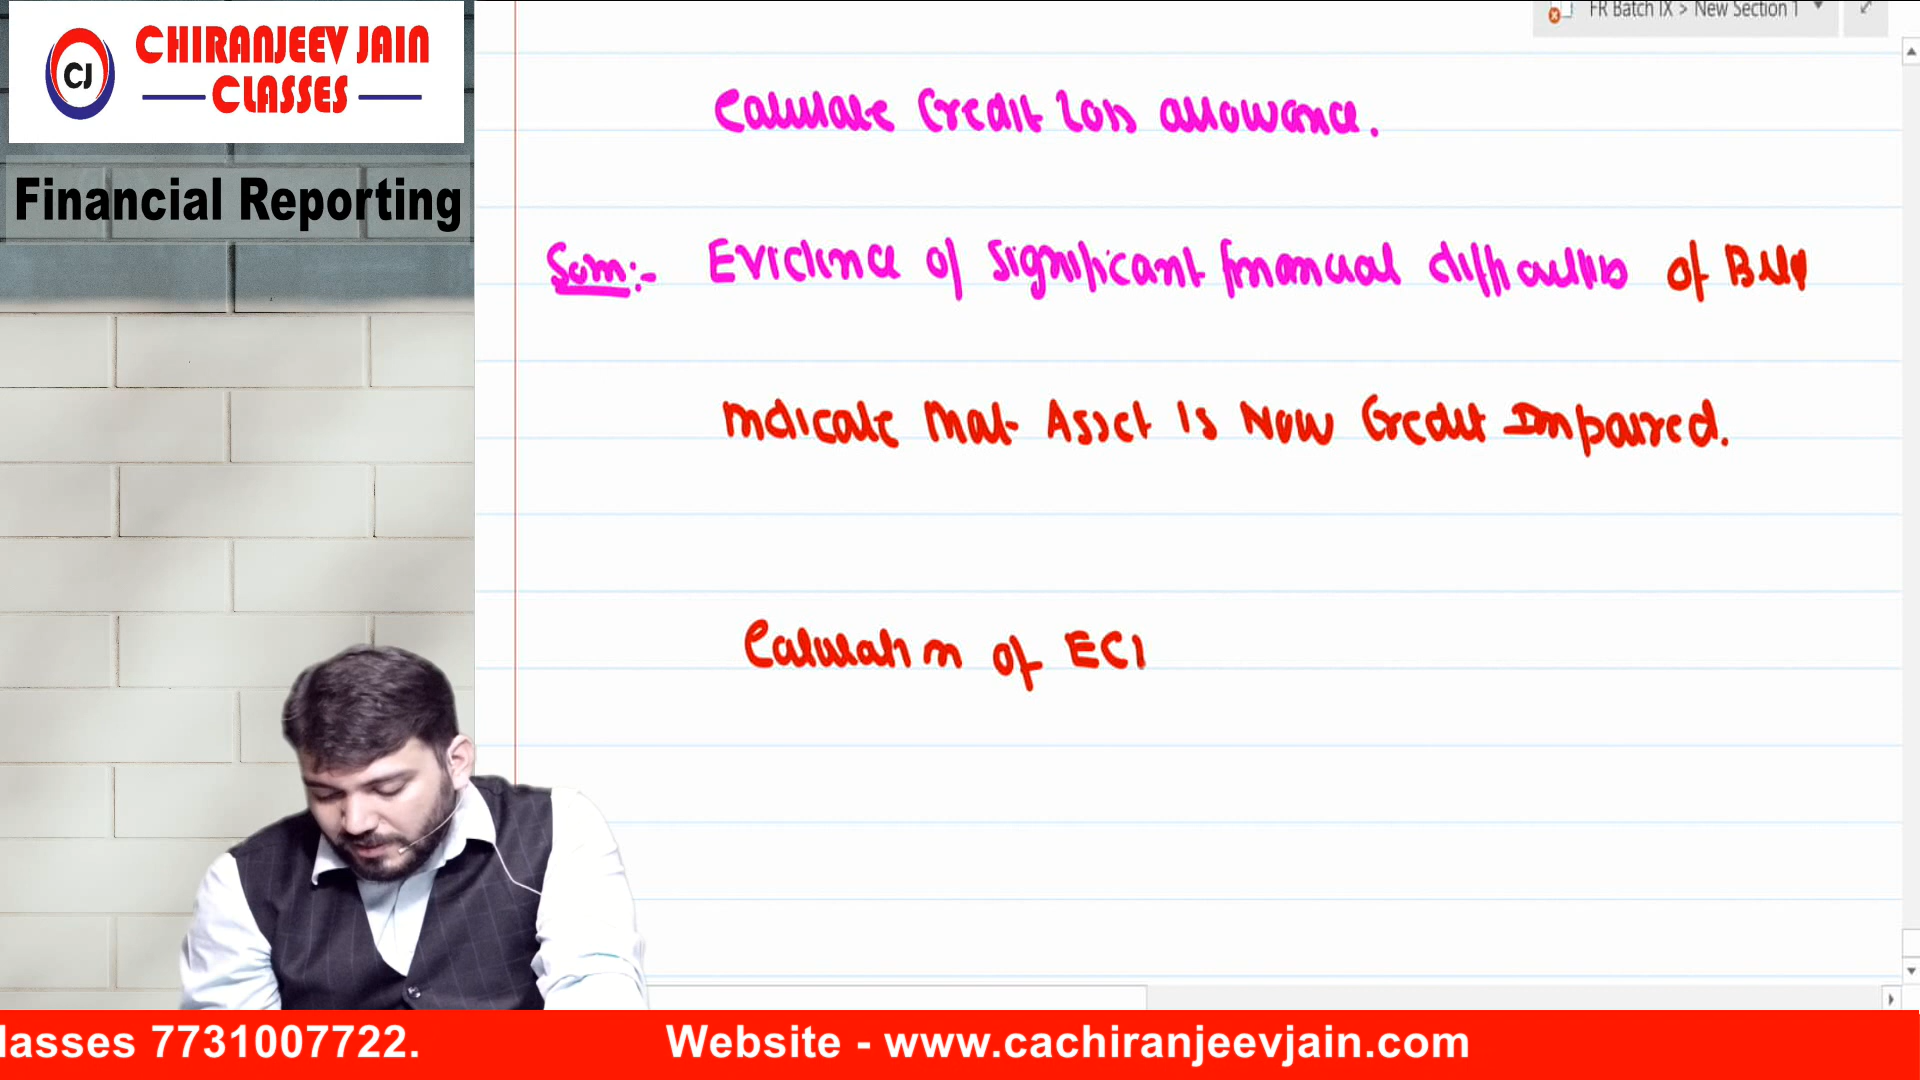 CHIRANJEEV JAIN
CLASSES
CJ
Financial Reporting
FR Batch IX > New Section 1
Calculate Credit Loss allowance.
Som:- Evidence of significant financial difficulties of
indicate that Asset is Now Credit Impaired.
Calculation of ECL
lasses 7731007722.
Website - www.cachiranjeevjain.com